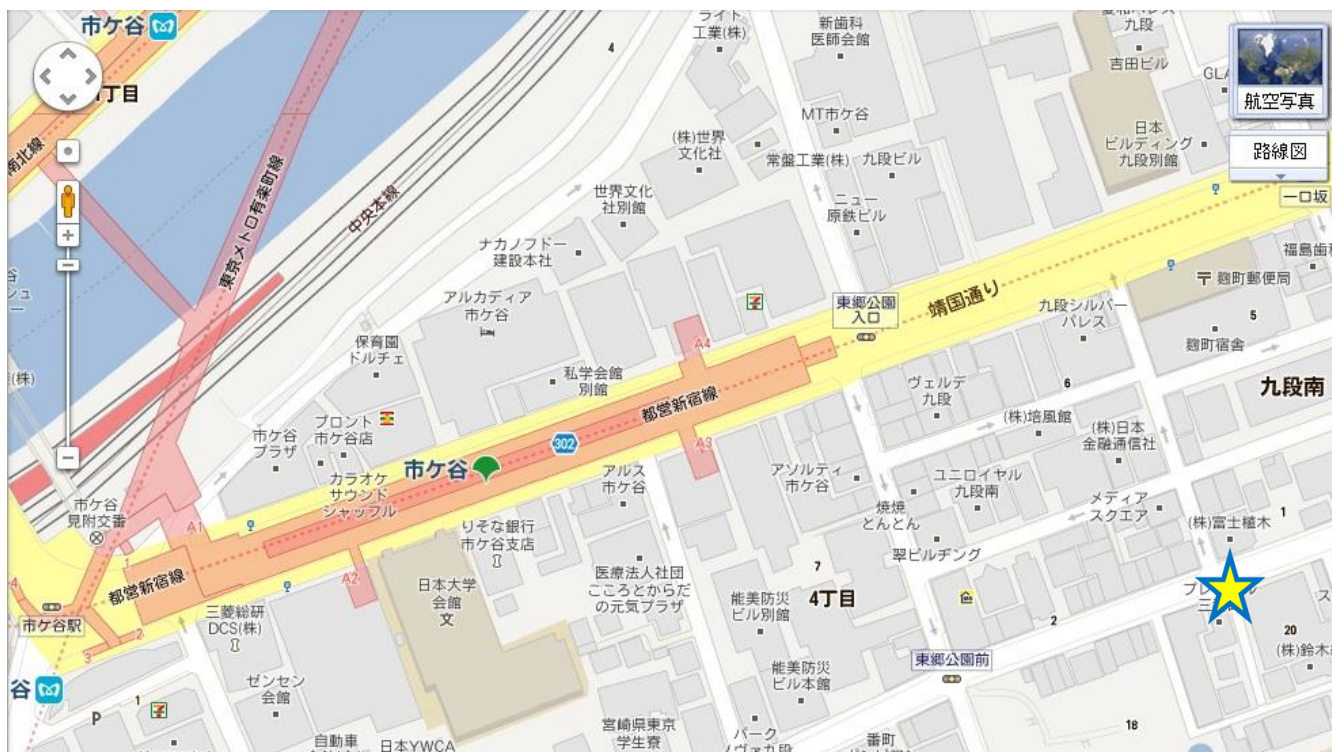 市ケ谷
1丁目
南北線
東京メトロ有楽町線
中央本線
4
ライト
工業(株)
新歯科
医師会館
九段
吉田ビル
航空写真
路線図
一口坂
MT市ケ谷
日本
ビルディング
九段別館
(株)世界
文化社
常盤工業(株)
九段ビル
世界文化
社別館
ニュー
原鉄ビル
ナカノフドー
建設本社
アルカディア
市ケ谷
保育園
ドルチェ
私学会館
別館
A4
東郷公園
入口
靖国通り
九段シルバー
パレス
〒麹町郵便局
5
麹町宿舎
九段南
プロント
市ケ谷店
市ケ谷
プラザ
カラオケ
サウンド
シャッフル
市ケ谷
302
都営新宿線
A3
ヴェルデ
九段
6
(株)培風館
(株)日本
金融通信社
アルス
市ケ谷
アソルティ
市ケ谷
ユニロイヤル
九段南
メディア
スクエア
1
(株)富士植木
焼焼
とんとん
翠ビルヂング
市ケ谷
見附交番
A1
1
りそな銀行
市ケ谷支店
都営新宿線
A2
日本大学
会館
文
医療法人社団
こころとからだ
の元気プラザ
7
4丁目
能美防災
ビル別館
2
20
(株)鈴木
4
市ケ谷駅
2
3
三菱総研
DCS(株)
東郷公園前
能美防災
ビル本館
谷
ゼンセン
会館
P
1
自動車
日本YWCA
宮崎県東京
学生寮
パーク
番町
18